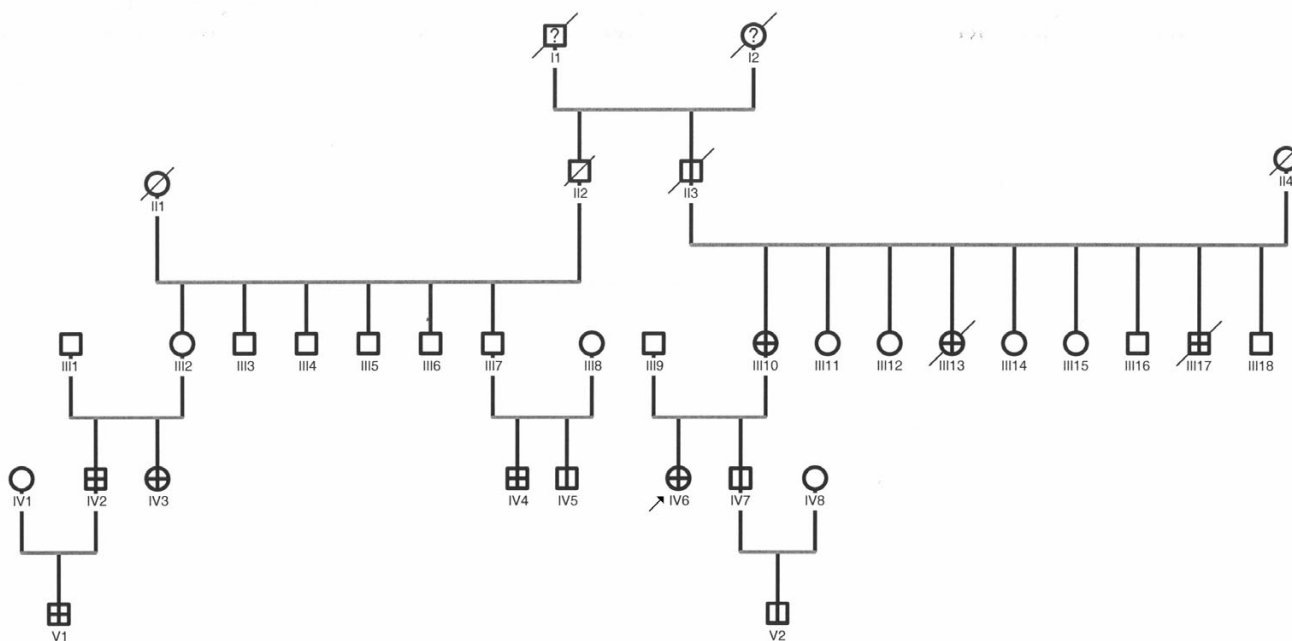 ? ?
I1 I2
II1 II2 II3 II4
III1 III2 III3 III4 III5 III6 III7 III8 III9 III10 III11 III12 III13 III14 III15 III16 III17 III18
IV1 IV2 IV3 IV4 IV5 IV6 IV7 IV8
V1 V2